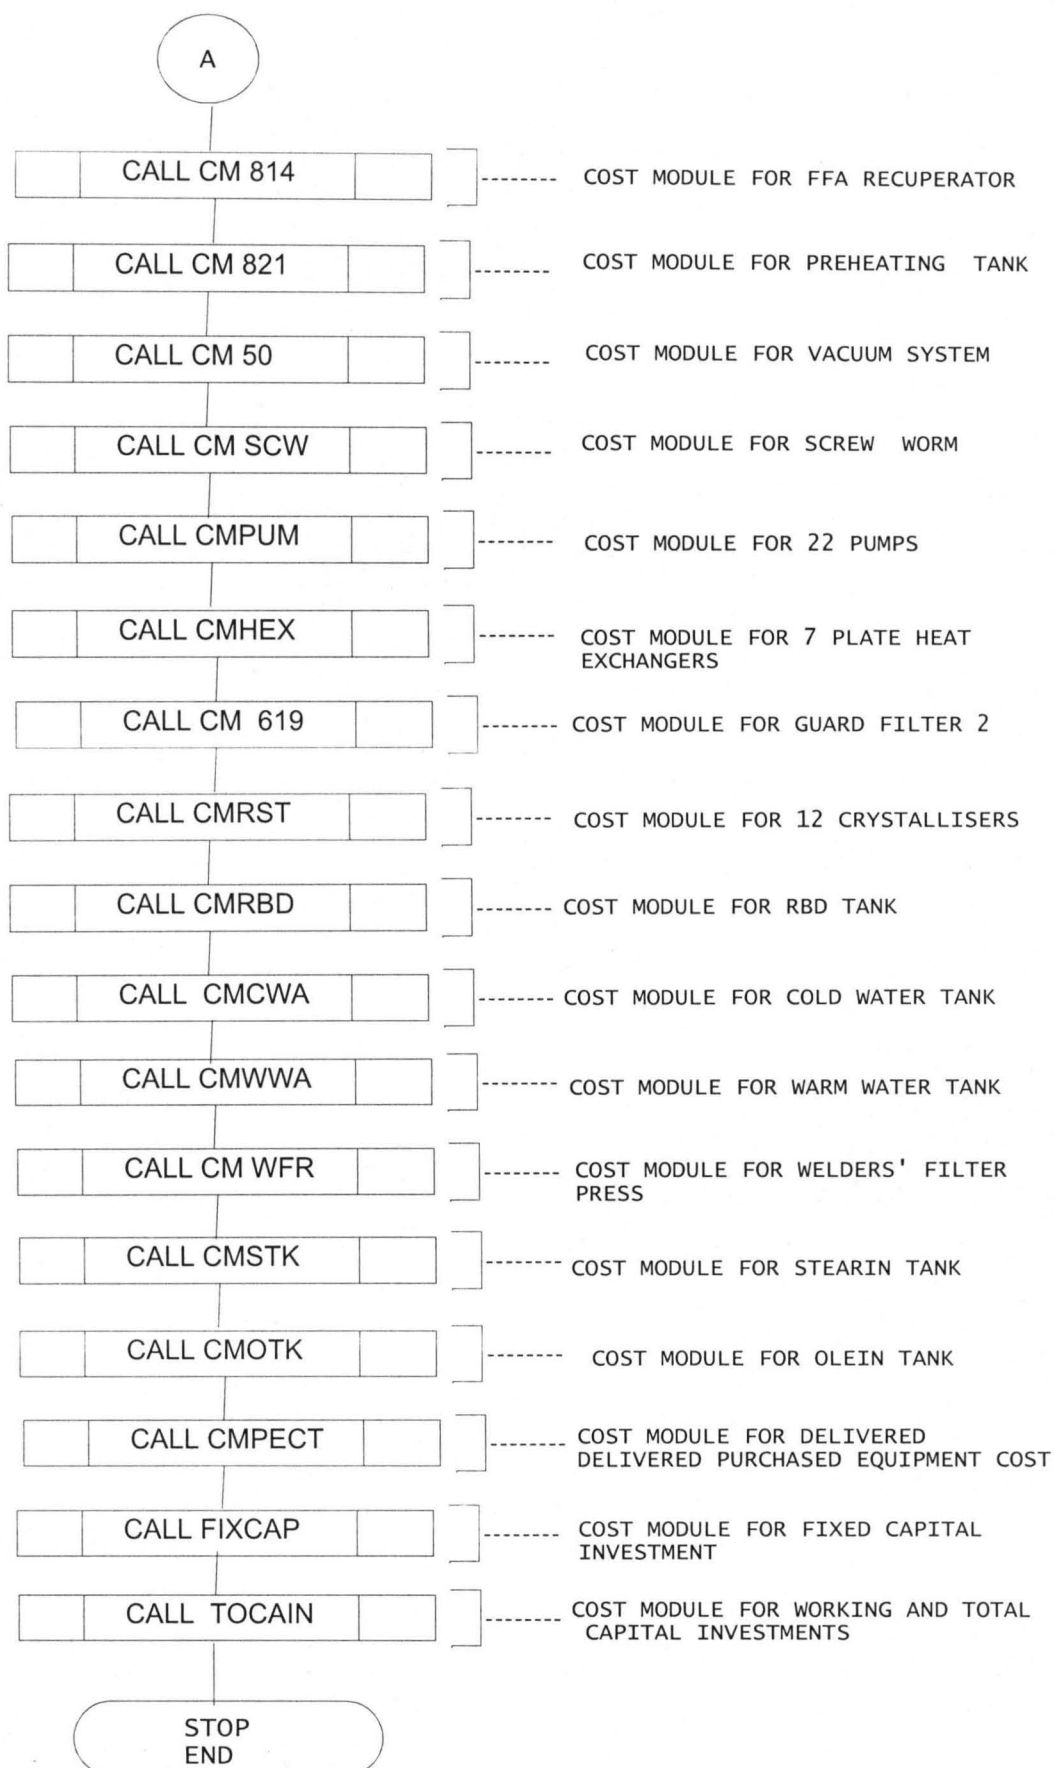 A
CALL CM 814
COST MODULE FOR FFA RECUPERATOR
CALL CM 821
COST MODULE FOR PREHEATING TANK
CALL CM 50
COST MODULE FOR VACUUM SYSTEM
CALL CM SCW
COST MODULE FOR SCREW WORM
CALL CMPUM
COST MODULE FOR 22 PUMPS
CALL CMHEX
COST MODULE FOR 7 PLATE HEAT
EXCHANGERS
CALL CM 619
COST MODULE FOR GUARD FILTER 2
CALL CMRST
COST MODULE FOR 12 CRYSTALLISERS
CALL CMRBD
COST MODULE FOR RBD TANK
CALL CMCWA
COST MODULE FOR COLD WATER TANK
CALL CMWWA
COST MODULE FOR WARM WATER TANK
CALL CM WFR
COST MODULE FOR WELDERS' FILTER
PRESS
CALL CMSTK
COST MODULE FOR STEARIN TANK
CALL CMOTK
COST MODULE FOR OLEIN TANK
CALL CMPECT
COST MODULE FOR DELIVERED
DELIVERED PURCHASED EQUIPMENT COST
CALL FIXCAP
COST MODULE FOR FIXED CAPITAL
INVESTMENT
CALL TOCAIN
COST MODULE FOR WORKING AND TOTAL
CAPITAL INVESTMENTS
STOP
END